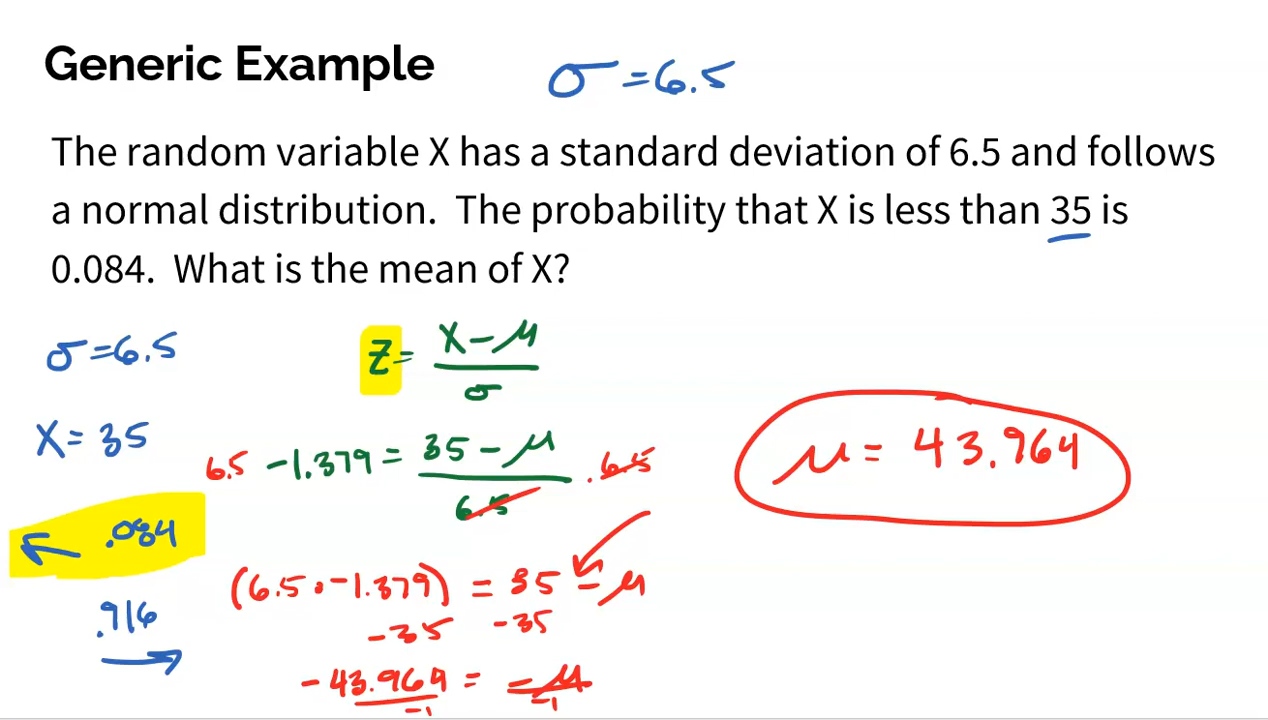 Generic Example
σ = 6.5
The random variable X has a standard deviation of 6.5 and follows
a normal distribution.  The probability that X is less than 35 is
0.084.  What is the mean of X?
σ = 6.5
Z = X - μ
σ
X = 35
6.5 -1.379 = 35 - μ . 6.5
6.5
μ = 43.964
.084
(6.5 • -1.379) = 35 - μ
-35 -35
.916
-43.964 = -μ
-1 -1